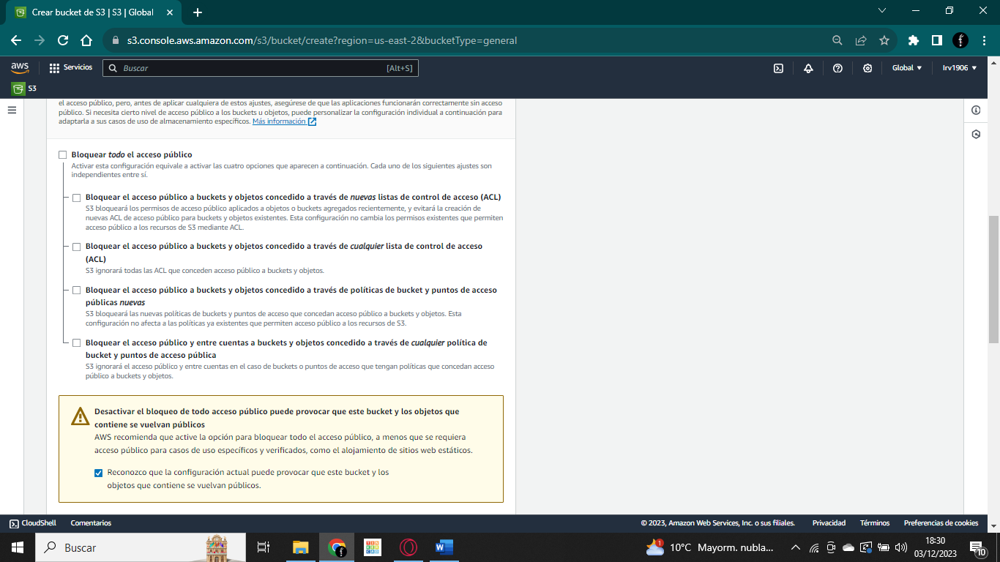 Crear bucket de S3 | S3 | Global
s3.console.aws.amazon.com/s3/bucket/create?region=us-east-2&bucketType=general
aws
Servicios
Buscar
[Alt+S]
Global
Irv1906
S3
el acceso público, pero, antes de aplicar cualquiera de estos ajustes, asegúrese de que las aplicaciones funcionarán correctamente sin acceso
público. Si necesita cierto nivel de acceso público a los buckets u objetos, puede personalizar la configuración individual a continuación para
adaptarla a sus casos de uso de almacenamiento específicos. Más información
Bloquear todo el acceso público
Activar esta configuración equivale a activar las cuatro opciones que aparecen a continuación. Cada uno de los siguientes ajustes son
independientes entre sí.
Bloquear el acceso público a buckets y objetos concedido a través de nuevas listas de control de acceso (ACL)
S3 bloqueará los permisos de acceso público aplicados a objetos o buckets agregados recientemente, y evitará la creación de
nuevas ACL de acceso público para buckets y objetos existentes. Esta configuración no cambia los permisos existentes que permiten
acceso público a los recursos de S3 mediante ACL.
Bloquear el acceso público a buckets y objetos concedido a través de cualquier lista de control de acceso
(ACL)
S3 ignorará todas las ACL que conceden acceso público a buckets y objetos.
Bloquear el acceso público a buckets y objetos concedido a través de políticas de bucket y puntos de acceso
públicas nuevas
S3 bloqueará las nuevas políticas de buckets y puntos de acceso que concedan acceso público a buckets y objetos. Esta
configuración no afecta a las políticas ya existentes que permiten acceso público a los recursos de S3.
Bloquear el acceso público y entre cuentas a buckets y objetos concedido a través de cualquier política de
bucket y puntos de acceso pública
S3 ignorará el acceso público y entre cuentas en el caso de buckets o puntos de acceso que tengan políticas que concedan acceso
público a buckets y objetos.
Desactivar el bloqueo de todo acceso público puede provocar que este bucket y los objetos que
contiene se vuelvan públicos
AWS recomienda que active la opción para bloquear todo el acceso público, a menos que se requiera
acceso público para casos de uso específicos y verificados, como el alojamiento de sitios web estáticos.
Reconozco que la configuración actual puede provocar que este bucket y los
objetos que contiene se vuelvan públicos.
CloudShell
Comentarios
© 2023, Amazon Web Services, Inc. o sus filiales.
Privacidad
Términos
Preferencias de cookies
Buscar
1
10°C Mayorm. nubla...
18:30
03/12/2023
10